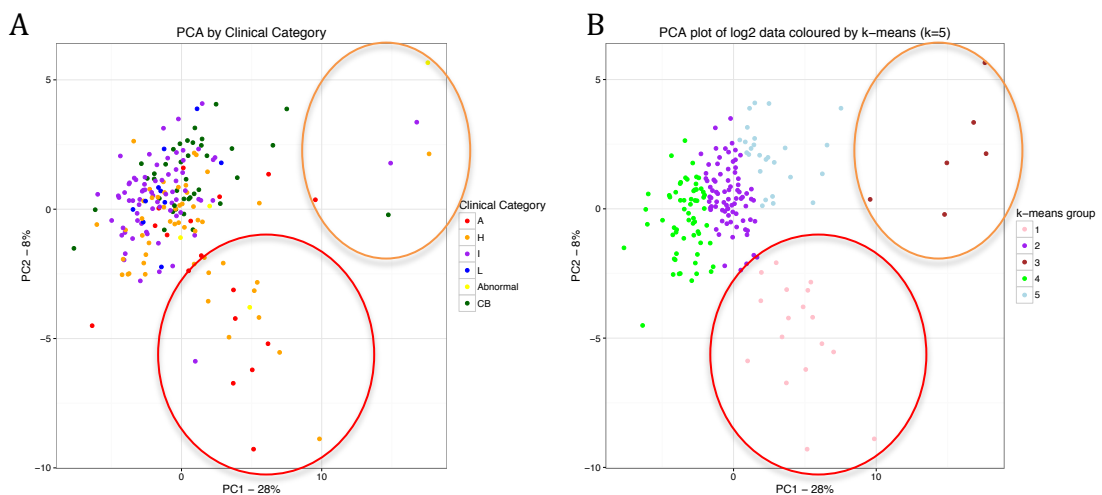 A
PCA by Clinical Category
PC2 – 8%
5
0
−5
−10
0
10
PC1 – 28%
Clinical Category
A
H
I
L
Abnormal
CB
B
PCA plot of log2 data coloured by k-means (k=5)
PC2 – 8%
5
0
−5
−10
0
10
PC1 – 28%
k-means group
1
2
3
4
5